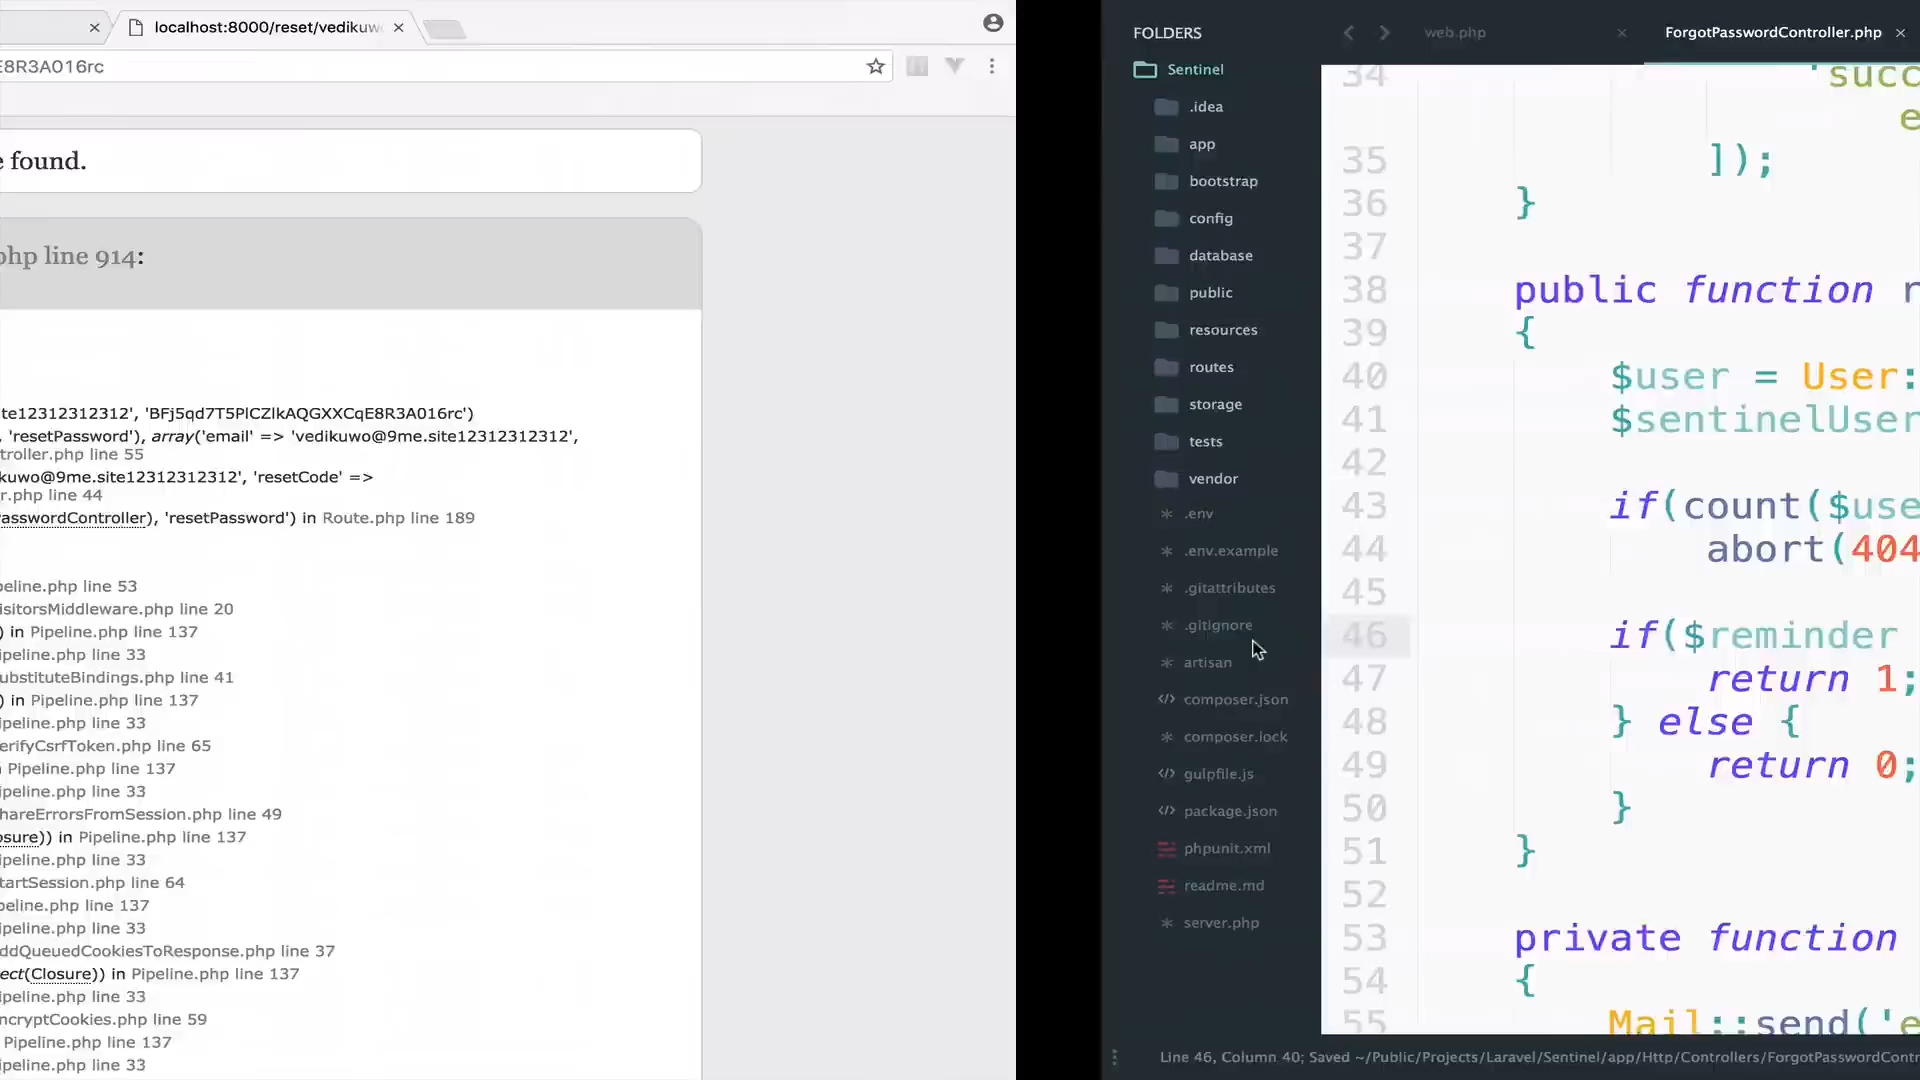 localhost:8000/reset/vedikuw
E8R3A016rc
e found.
php line 914:
te12312312312', 'BFj5qd7T5PlCZlkAQGXXCqE8R3A016rc')
, 'resetPassword'), array('email' => 'vedikuwo@9me.site12312312312',
troller.php line 55
kuwo@9me.site12312312312', 'resetCode' =>
r.php line 44
asswordController), 'resetPassword') in Route.php line 189
peline.php line 53
isitorsMiddleware.php line 20
) in Pipeline.php line 137
ipeline.php line 33
ubstituteBindings.php line 41
) in Pipeline.php line 137
ipeline.php line 33
erifyCsrfToken.php line 65
Pipeline.php line 137
ipeline.php line 33
hareErrorsFromSession.php line 49
osure)) in Pipeline.php line 137
ipeline.php line 33
tartSession.php line 64
peline.php line 137
ipeline.php line 33
ddQueuedCookiesToResponse.php line 37
ect(Closure)) in Pipeline.php line 137
ipeline.php line 33
ncryptCookies.php line 59
Pipeline.php line 137
ipeline.php line 33
FOLDERS
Sentinel
.idea
app
bootstrap
config
database
public
resources
routes
storage
tests
vendor
.env
.env.example
.gitattributes
.gitignore
artisan
composer.json
composer.lock
gulpfile.js
package.json
phpunit.xml
readme.md
server.php
web.php
ForgotPasswordController.php
34 'succ
e
35 ]);
36 }
37
38 public function r
39 {
40 $user = User:
41 $sentinelUser
42
43 if(count($use
44 abort(404
45
46 if($reminder
47 return 1;
48 } else {
49 return 0;
50 }
51 }
52
53 private function
54 {
55 Mail::send('e
Line 46, Column 40; Saved ~/Public/Projects/Laravel/Sentinel/app/Http/Controllers/ForgotPasswordContr